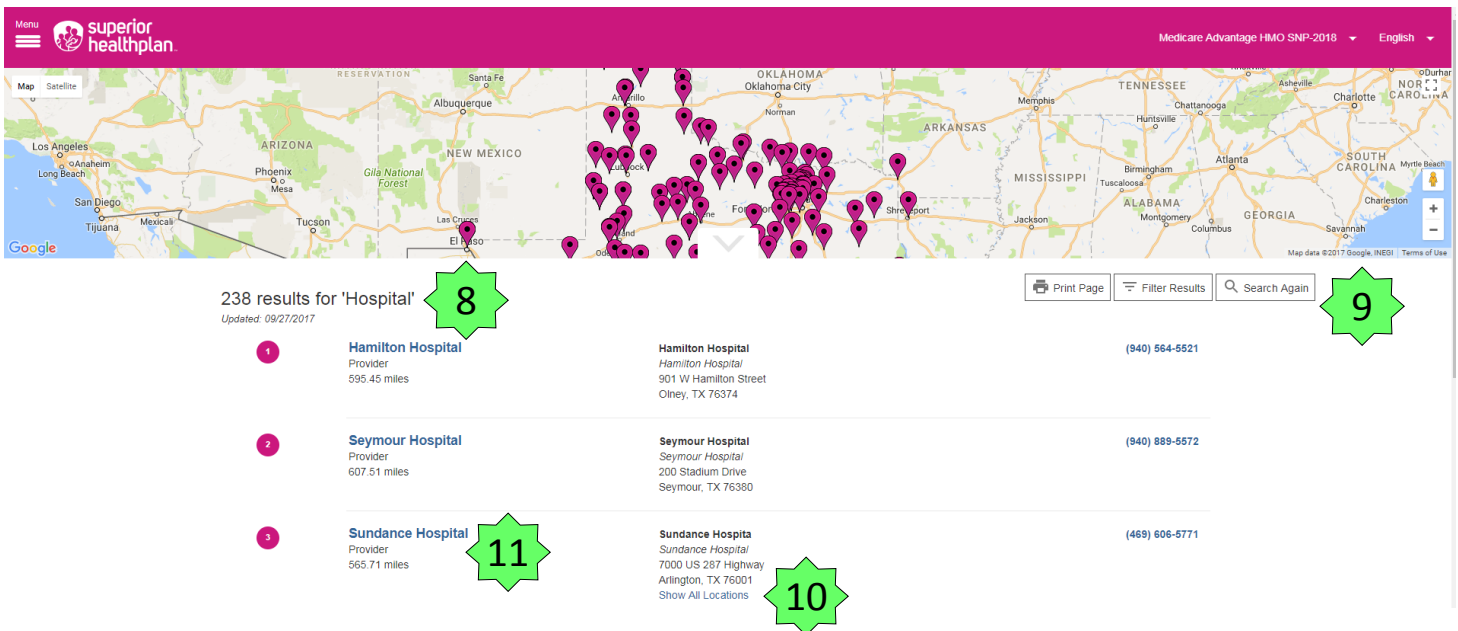 Menu
superior
healthplan
Medicare Advantage HMO SNP-2018
English
Map
Satellite
RESERVATION
Santa Fe
Albuquerque
Amarillo
OKLAHOMA
Oklahoma City
Norman
ARKANSAS
Memphis
TENNESSEE
Chattanooga
Huntsville
Asheville
Charlotte
NOR
CAROLINA
Durhar
Los Angeles
Anaheim
Long Beach
ARIZONA
Phoenix
Mesa
Gila National
Forest
NEW MEXICO
MISSISSIPPI
Birmingham
Tuscaloosa
Atlanta
SOUTH
CAROLINA
Myrtle Beach
San Diego
Tijuana
Mexicali
Tucson
Las Cruces
El Paso
Shreveport
Jackson
ALABAMA
Montgomery
Columbus
GEORGIA
Charleston
Savannah
+
−
Google
Map data ©2017 Google, INEGI
Terms of Use
238 results for 'Hospital'
8
Updated: 09/27/2017
Print Page
Filter Results
Search Again
9
1
Hamilton Hospital
Provider
595.45 miles
Hamilton Hospital
Hamilton Hospital
901 W Hamilton Street
Olney, TX 76374
(940) 564-5521
2
Seymour Hospital
Provider
607.51 miles
Seymour Hospital
Seymour Hospital
200 Stadium Drive
Seymour, TX 76380
(940) 889-5572
3
Sundance Hospital
Provider
565.71 miles
11
Sundance Hospita
Sundance Hospital
7000 US 287 Highway
Arlington, TX 76001
Show All Locations
10
(469) 606-5771